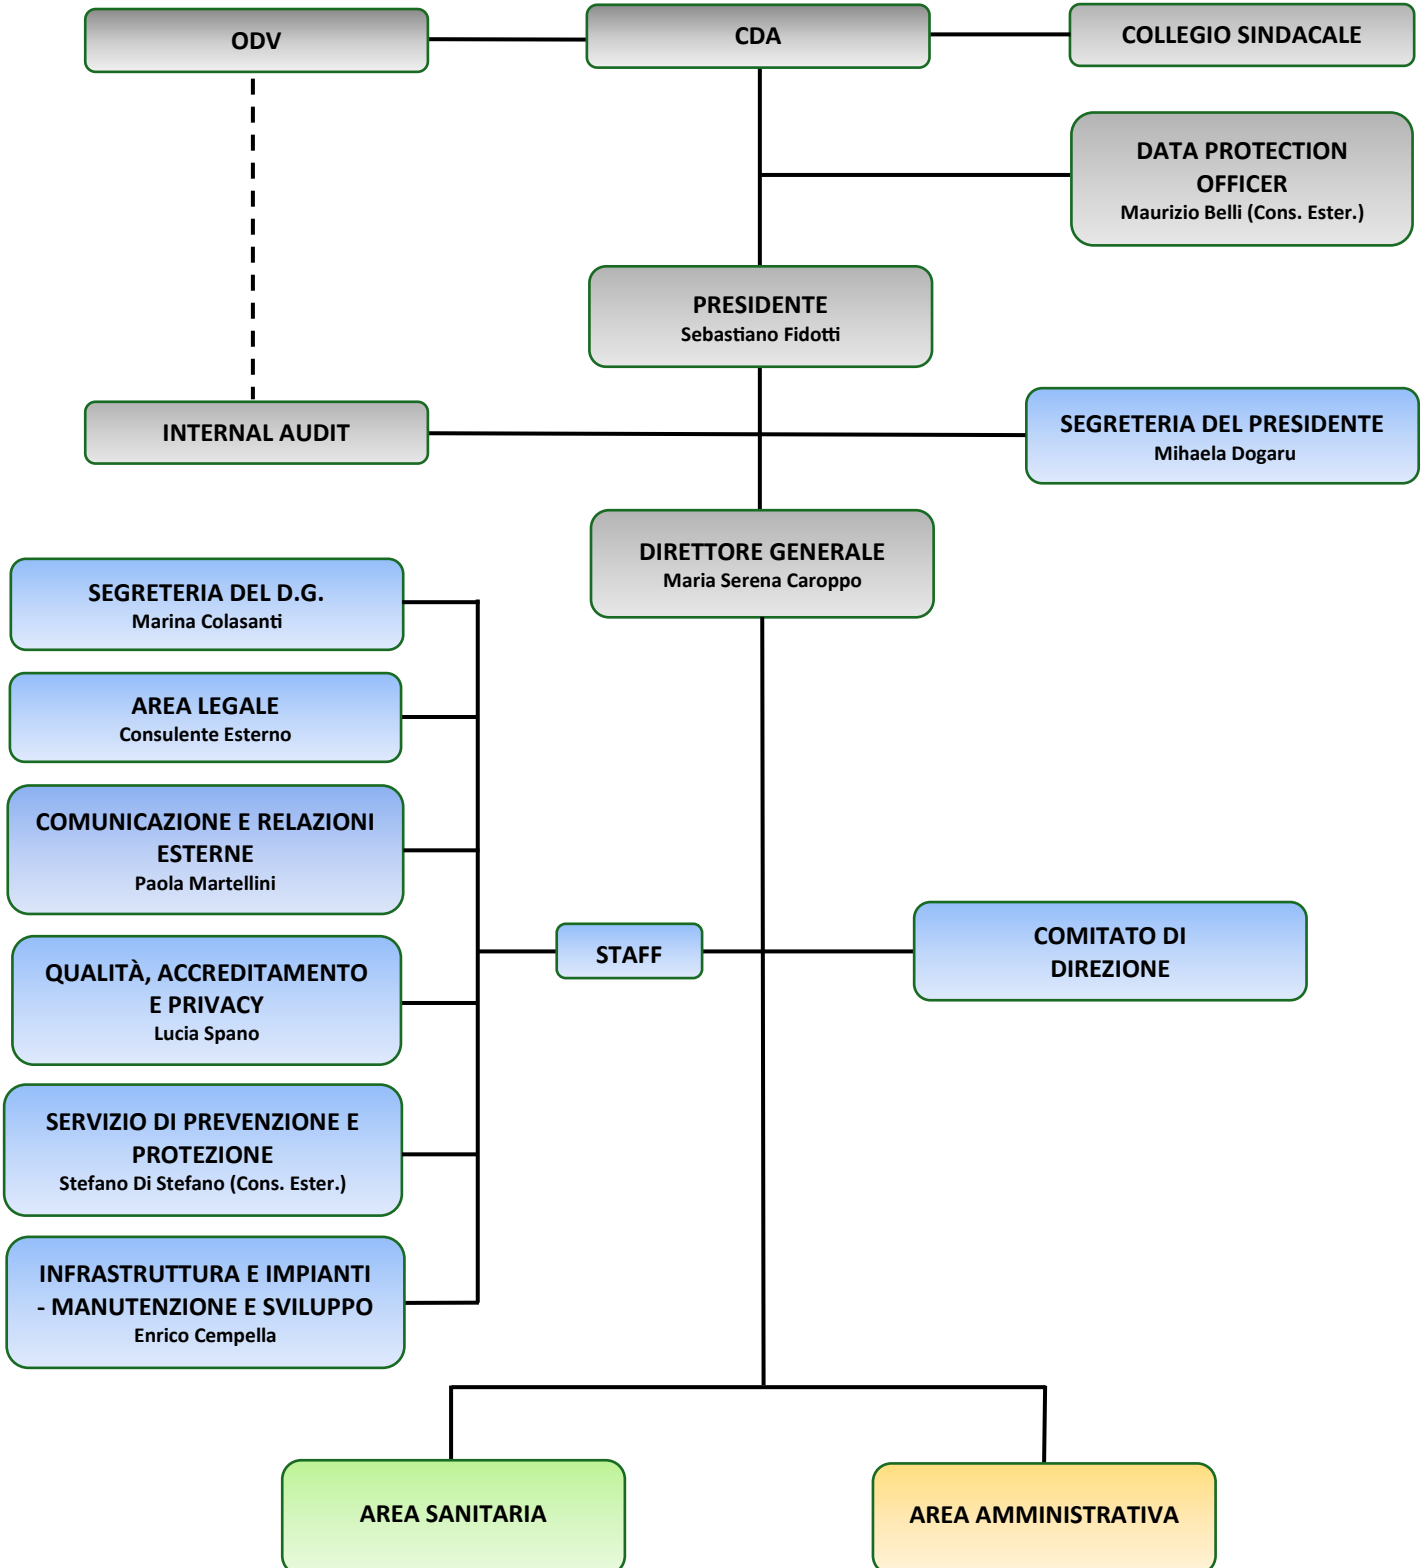 ODV
CDA
COLLEGIO SINDACALE
DATA PROTECTION
OFFICER
Maurizio Belli (Cons. Ester.)
PRESIDENTE
Sebastiano Fidotti
INTERNAL AUDIT
SEGRETERIA DEL PRESIDENTE
Mihaela Dogaru
DIRETTORE GENERALE
Maria Serena Caroppo
SEGRETERIA DEL D.G.
Marina Colasanti
AREA LEGALE
Consulente Esterno
COMUNICAZIONE E RELAZIONI
ESTERNE
Paola Martellini
QUALITÀ, ACCREDITAMENTO
E PRIVACY
Lucia Spano
STAFF
COMITATO DI
DIREZIONE
SERVIZIO DI PREVENZIONE E
PROTEZIONE
Stefano Di Stefano (Cons. Ester.)
INFRASTRUTTURA E IMPIANTI
- MANUTENZIONE E SVILUPPO
Enrico Cempella
AREA SANITARIA
AREA AMMINISTRATIVA